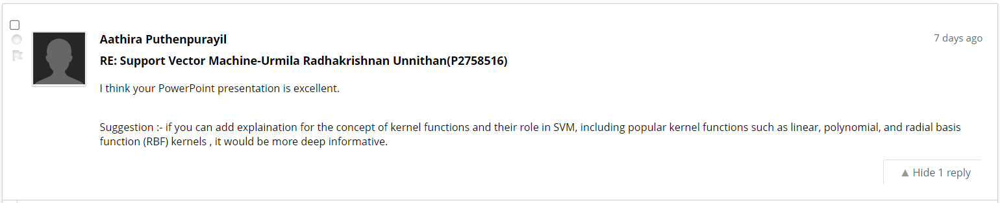 Aathira Puthenpurayil
7 days ago
RE: Support Vector Machine-Urmila Radhakrishnan Unnithan(P2758516)
I think your PowerPoint presentation is excellent.
Suggestion :- if you can add explaination for the concept of kernel functions and their role in SVM, including popular kernel functions such as linear, polynomial, and radial basis
function (RBF) kernels , it would be more deep informative.
▲ Hide 1 reply